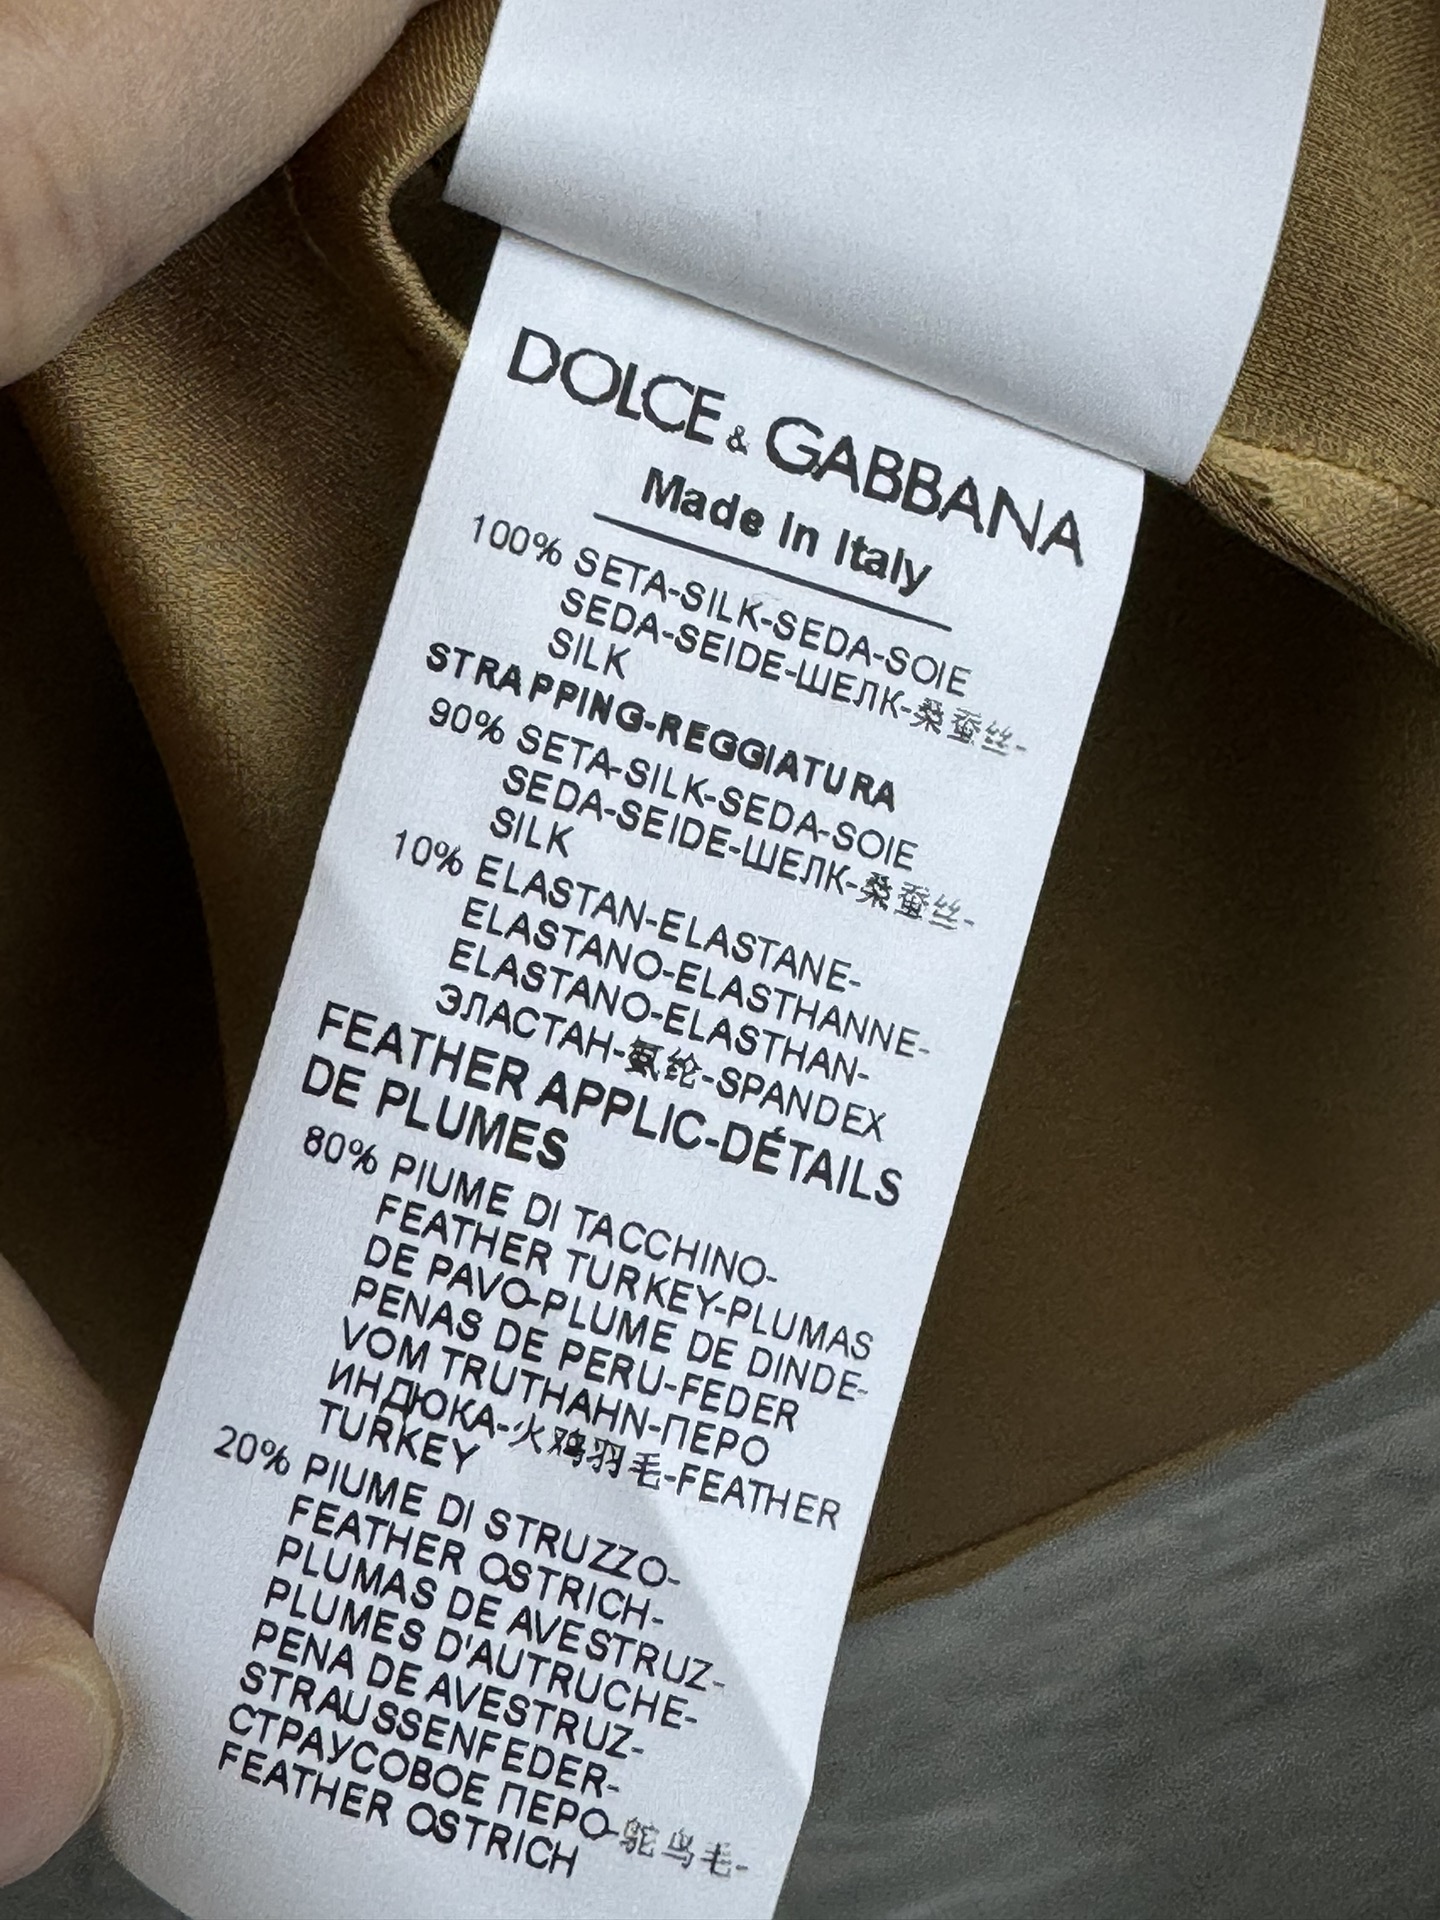 DOLCE & GABBANA
Made in Italy
100% SETA-SILK-SEDA-SOIE
SEDA-SEIDE-ШЕЛК-桑蚕丝-
SILK
STRAPPING-REGGIATURA
90% SETA-SILK-SEDA-SOIE
SEDA-SEIDE-ШЕЛК-桑蚕丝-
SILK
10% ELASTAN-ELASTANE-
ELASTANO-ELASTHANNE-
ELASTANO-ELASTHAN-
ЭЛАСТАН-氨纶-SPANDEX
FEATHER APPLIC-DÉTAILS
DE PLUMES
80% PIUME DI TACCHINO-
FEATHER TURKEY-PLUMAS
DE PAVO-PLUME DE DINDE-
PENAS DE PERU-FEDER
VOM TRUTHAHN-ПЕРО
ИНДЮКА-火鸡羽毛-FEATHER
TURKEY
20% PIUME DI STRUZZO-
FEATHER OSTRICH-
PLUMAS DE AVESTRUZ-
PLUMES D'AUTRUCHE-
PENA DE AVESTRUZ-
STRAUSSENFEDER-
СТРАУСОВОЕ ПЕРО-鸵鸟毛-
FEATHER OSTRICH